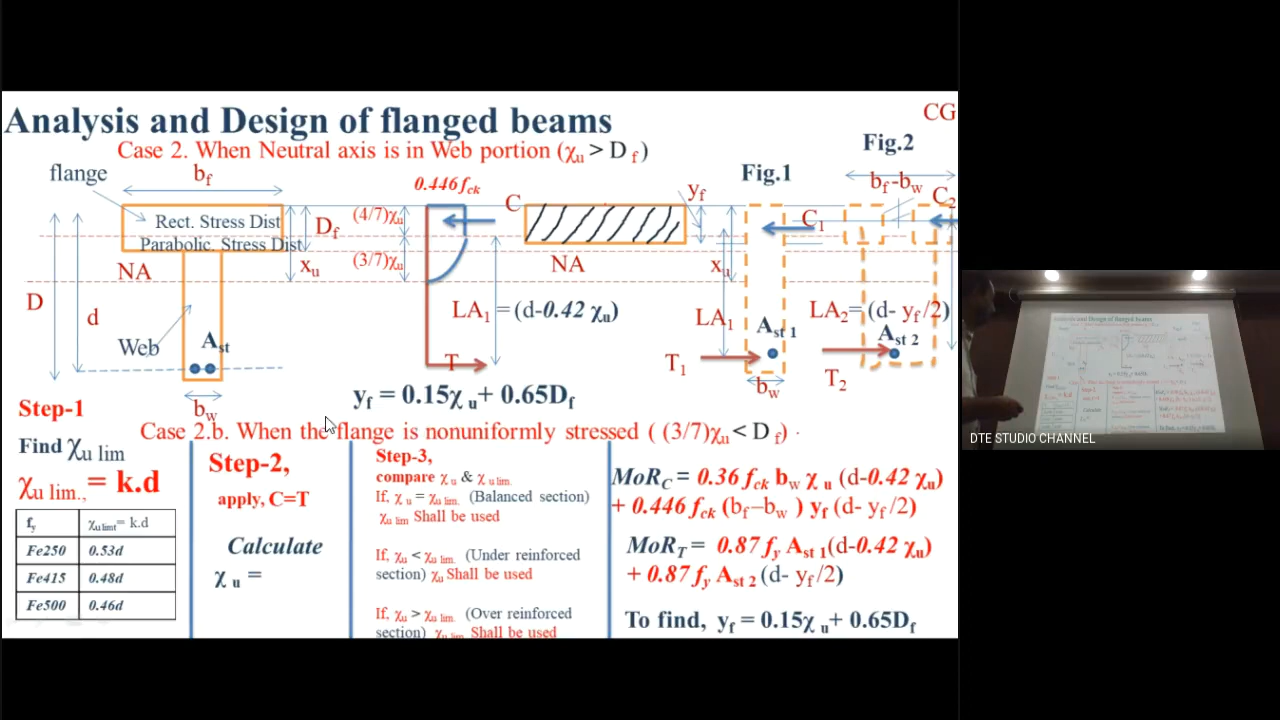 Analysis and Design of flanged beams
CG
Case 2. When Neutral axis is in Web portion (χu > D f)
Fig.2
flange
bf
0.446fck
Fig.1
bf-bw
yf
C
C1
C2
Rect. Stress Dist
Parabolic. Stress Dist
Df
(4/7)χu
(3/7)χu
NA
xu
NA
xu
D
d
LA1 = (d-0.42 χu)
LA1
LA2= (d- yf/2)
Web
Ast
Ast 1
Ast 2
T
T1
T2
bw
bw
yf = 0.15χ u+ 0.65Df
Step-1
Case 2.b. When the flange is nonuniformly stressed ( (3/7)χu < D f) .
Find χu lim
χu lim., = k.d
fy χu limt= k.d
Fe250 0.53d
Fe415 0.48d
Fe500 0.46d
Step-2,
apply, C=T
Calculate
χ u =
Step-3,
compare χ u & χ u lim.
If, χ u = χu lim. (Balanced section)
χu lim Shall be used
If, χu < χu lim. (Under reinforced
section) χu Shall be used
If, χu > χu lim. (Over reinforced
section) χu lim Shall be used
MoRC = 0.36 fck bw χ u (d-0.42 χu)
+ 0.446 fck (bf–bw ) yf (d- yf /2)
MoRT = 0.87 fy Ast 1(d-0.42 χu)
+ 0.87 fy Ast 2 (d- yf /2)
To find, yf = 0.15χ u+ 0.65Df
DTE STUDIO CHANNEL